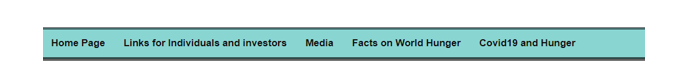 Home Page Links for Individuals and investors Media Facts on World Hunger Covid19 and Hunger